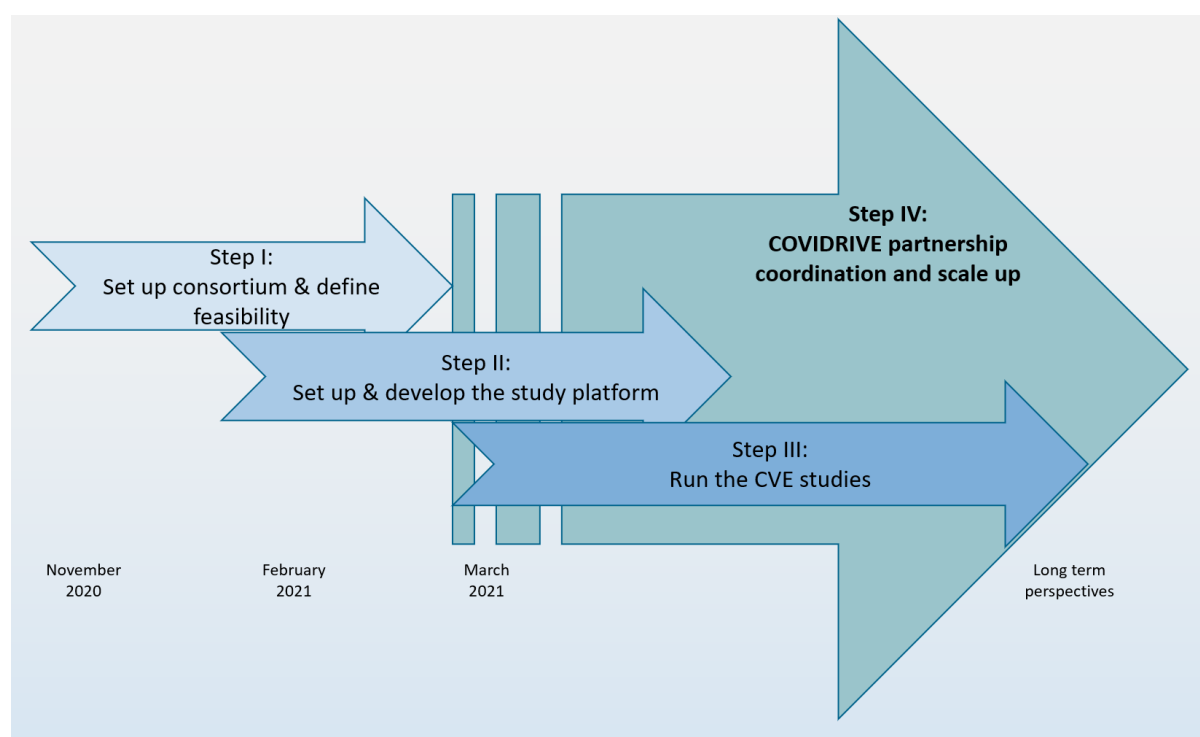 Step I:
Set up consortium & define
feasibility
Step II:
Set up & develop the study platform
Step III:
Run the CVE studies
Step IV:
COVIDRIVE partnership
coordination and scale up
November
2020
February
2021
March
2021
Long term
perspectives